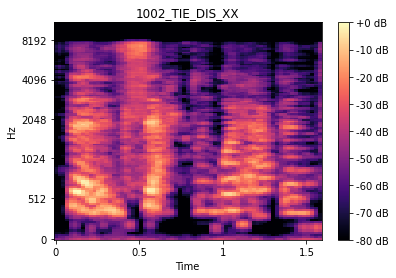 1002_TIE_DIS_XX
+0 dB
8192
-10 dB
4096
-20 dB
-30 dB
2048
Hz
-40 dB
1024
-50 dB
512
-60 dB
-70 dB
0
-80 dB
0
0.5
1
1.5
Time